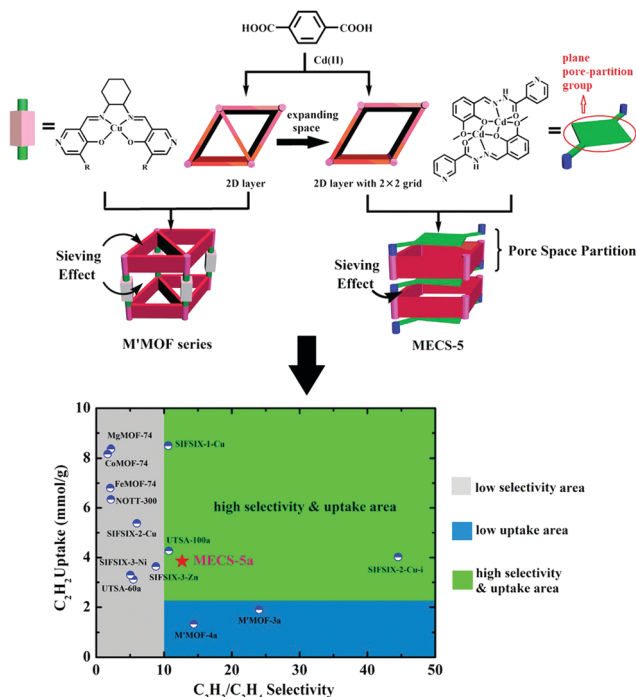 HOOC
COOH
Cd(II)
plane
pore-partition
group
=
N
N
Cu
N
O
O
N
R
R
expanding
space
2D layer
2D layer with 2×2 grid
=
Sieving
Effect
M'MOF series
Sieving
Effect
Pore Space Partition
MECS-5
C2H2Uptake (mmol/g)
10
8
6
4
2
0
MgMOF-74
CoMOF-74
FeMOF-74
NOTT-300
SIFSIX-2-Cu
SIFSIX-3-Ni
UTSA-60a
SIFSIX-3-Zn
SIFSIX-1-Cu
UTSA-100a
MECS-5a
SIFSIX-2-Cu-i
M'MOF-4a
M'MOF-3a
high selectivity & uptake area
0 10 20 30 40 50
C2H2/C2H4 Selectivity
low selectivity area
low uptake area
high selectivity
& uptake area